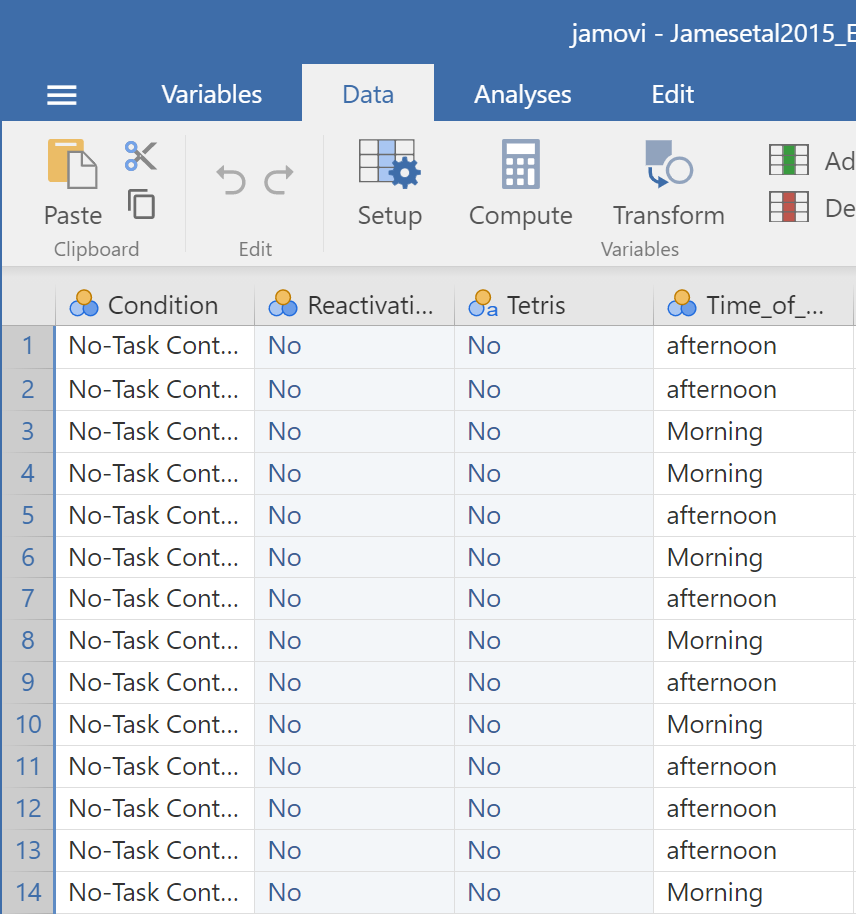 jamovi - Jamesetal2015_E
Variables Data Analyses Edit
Paste Setup Compute Transform Ad
De
Clipboard Edit Variables
Condition Reactivati... a Tetris Time_of_...
1 No-Task Cont... No No afternoon
2 No-Task Cont... No No afternoon
3 No-Task Cont... No No Morning
4 No-Task Cont... No No Morning
5 No-Task Cont... No No afternoon
6 No-Task Cont... No No Morning
7 No-Task Cont... No No afternoon
8 No-Task Cont... No No Morning
9 No-Task Cont... No No afternoon
10 No-Task Cont... No No Morning
11 No-Task Cont... No No afternoon
12 No-Task Cont... No No afternoon
13 No-Task Cont... No No afternoon
14 No-Task Cont... No No Morning